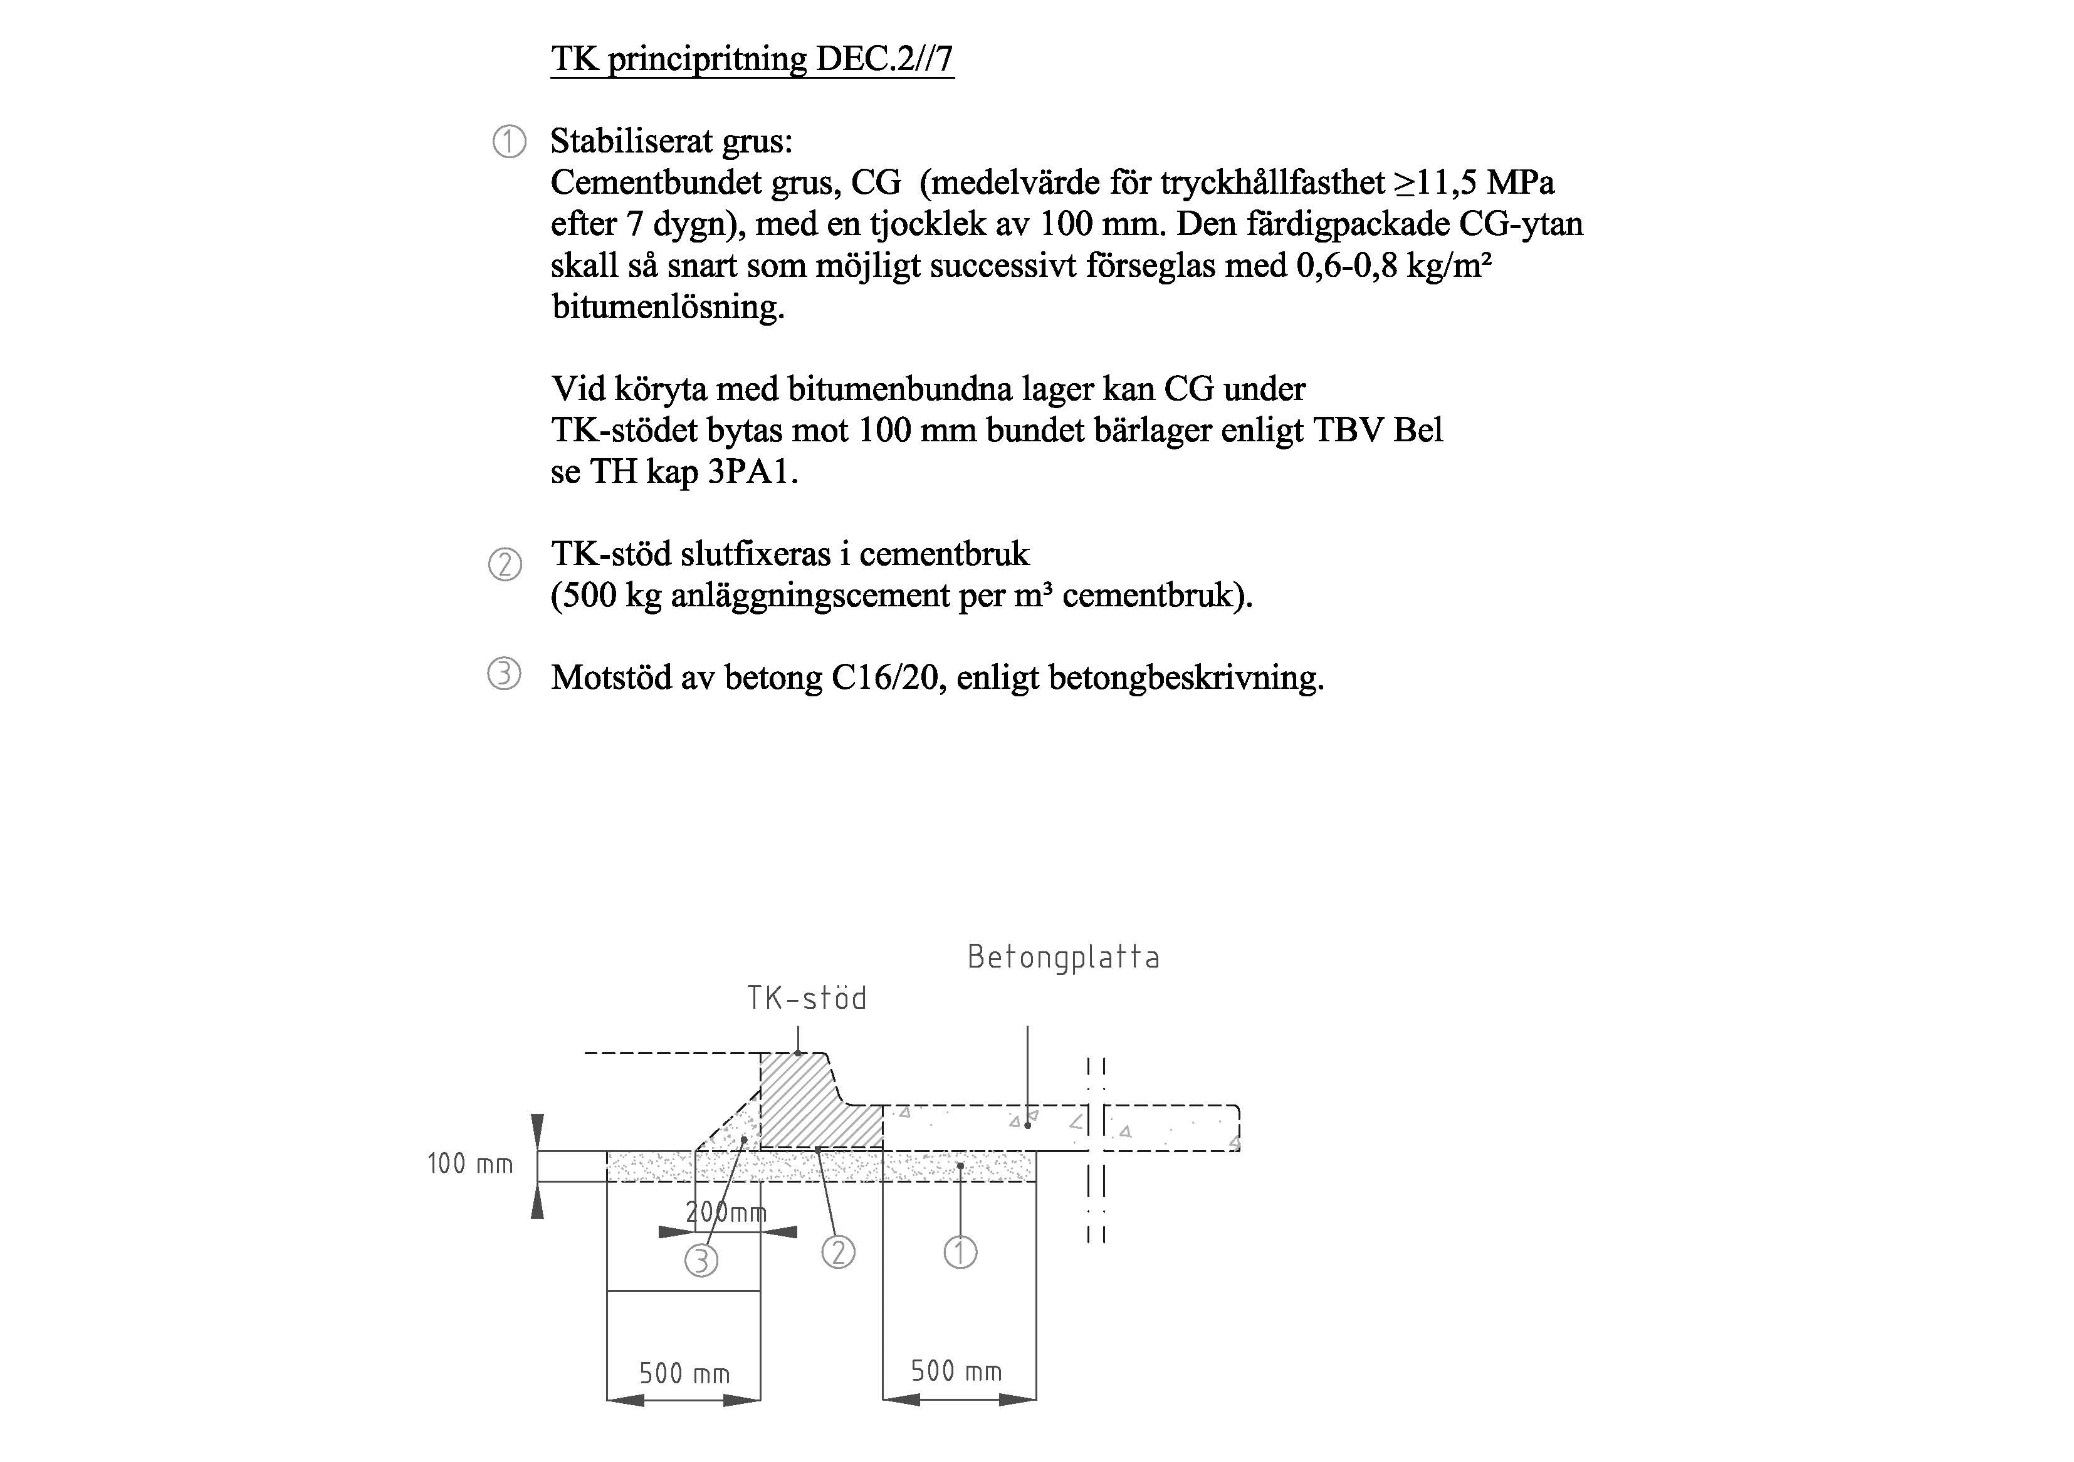 TK principritning DEC.2//7
① Stabiliserat grus:
Cementbundet grus, CG (medelvärde för tryckhållfasthet ≥11,5 MPa
efter 7 dygn), med en tjocklek av 100 mm. Den färdigpackade CG-ytan
skall så snart som möjligt successivt förseglas med 0,6-0,8 kg/m²
bitumenlösning.
Vid köryta med bitumenbundna lager kan CG under
TK-stödet bytas mot 100 mm bundet bärlager enligt TBV Bel
se TH kap 3PA1.
② TK-stöd slutfixeras i cementbruk
(500 kg anläggningscement per m³ cementbruk).
③ Motstöd av betong C16/20, enligt betongbeskrivning.
Betongplatta
TK-stöd
100 mm
200mm
③ ② ①
500 mm 500 mm